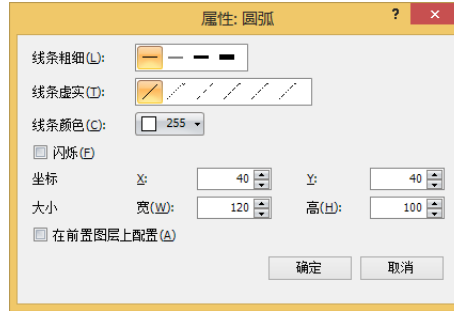 属性: 圆弧 ? ×
线条粗细(L):
线条虚实(T):
线条颜色(C): 255
闪烁(F)
坐标 X: 40 Y: 40
大小 宽(W): 120 高(H): 100
在前置图层上配置(A)
确定 取消